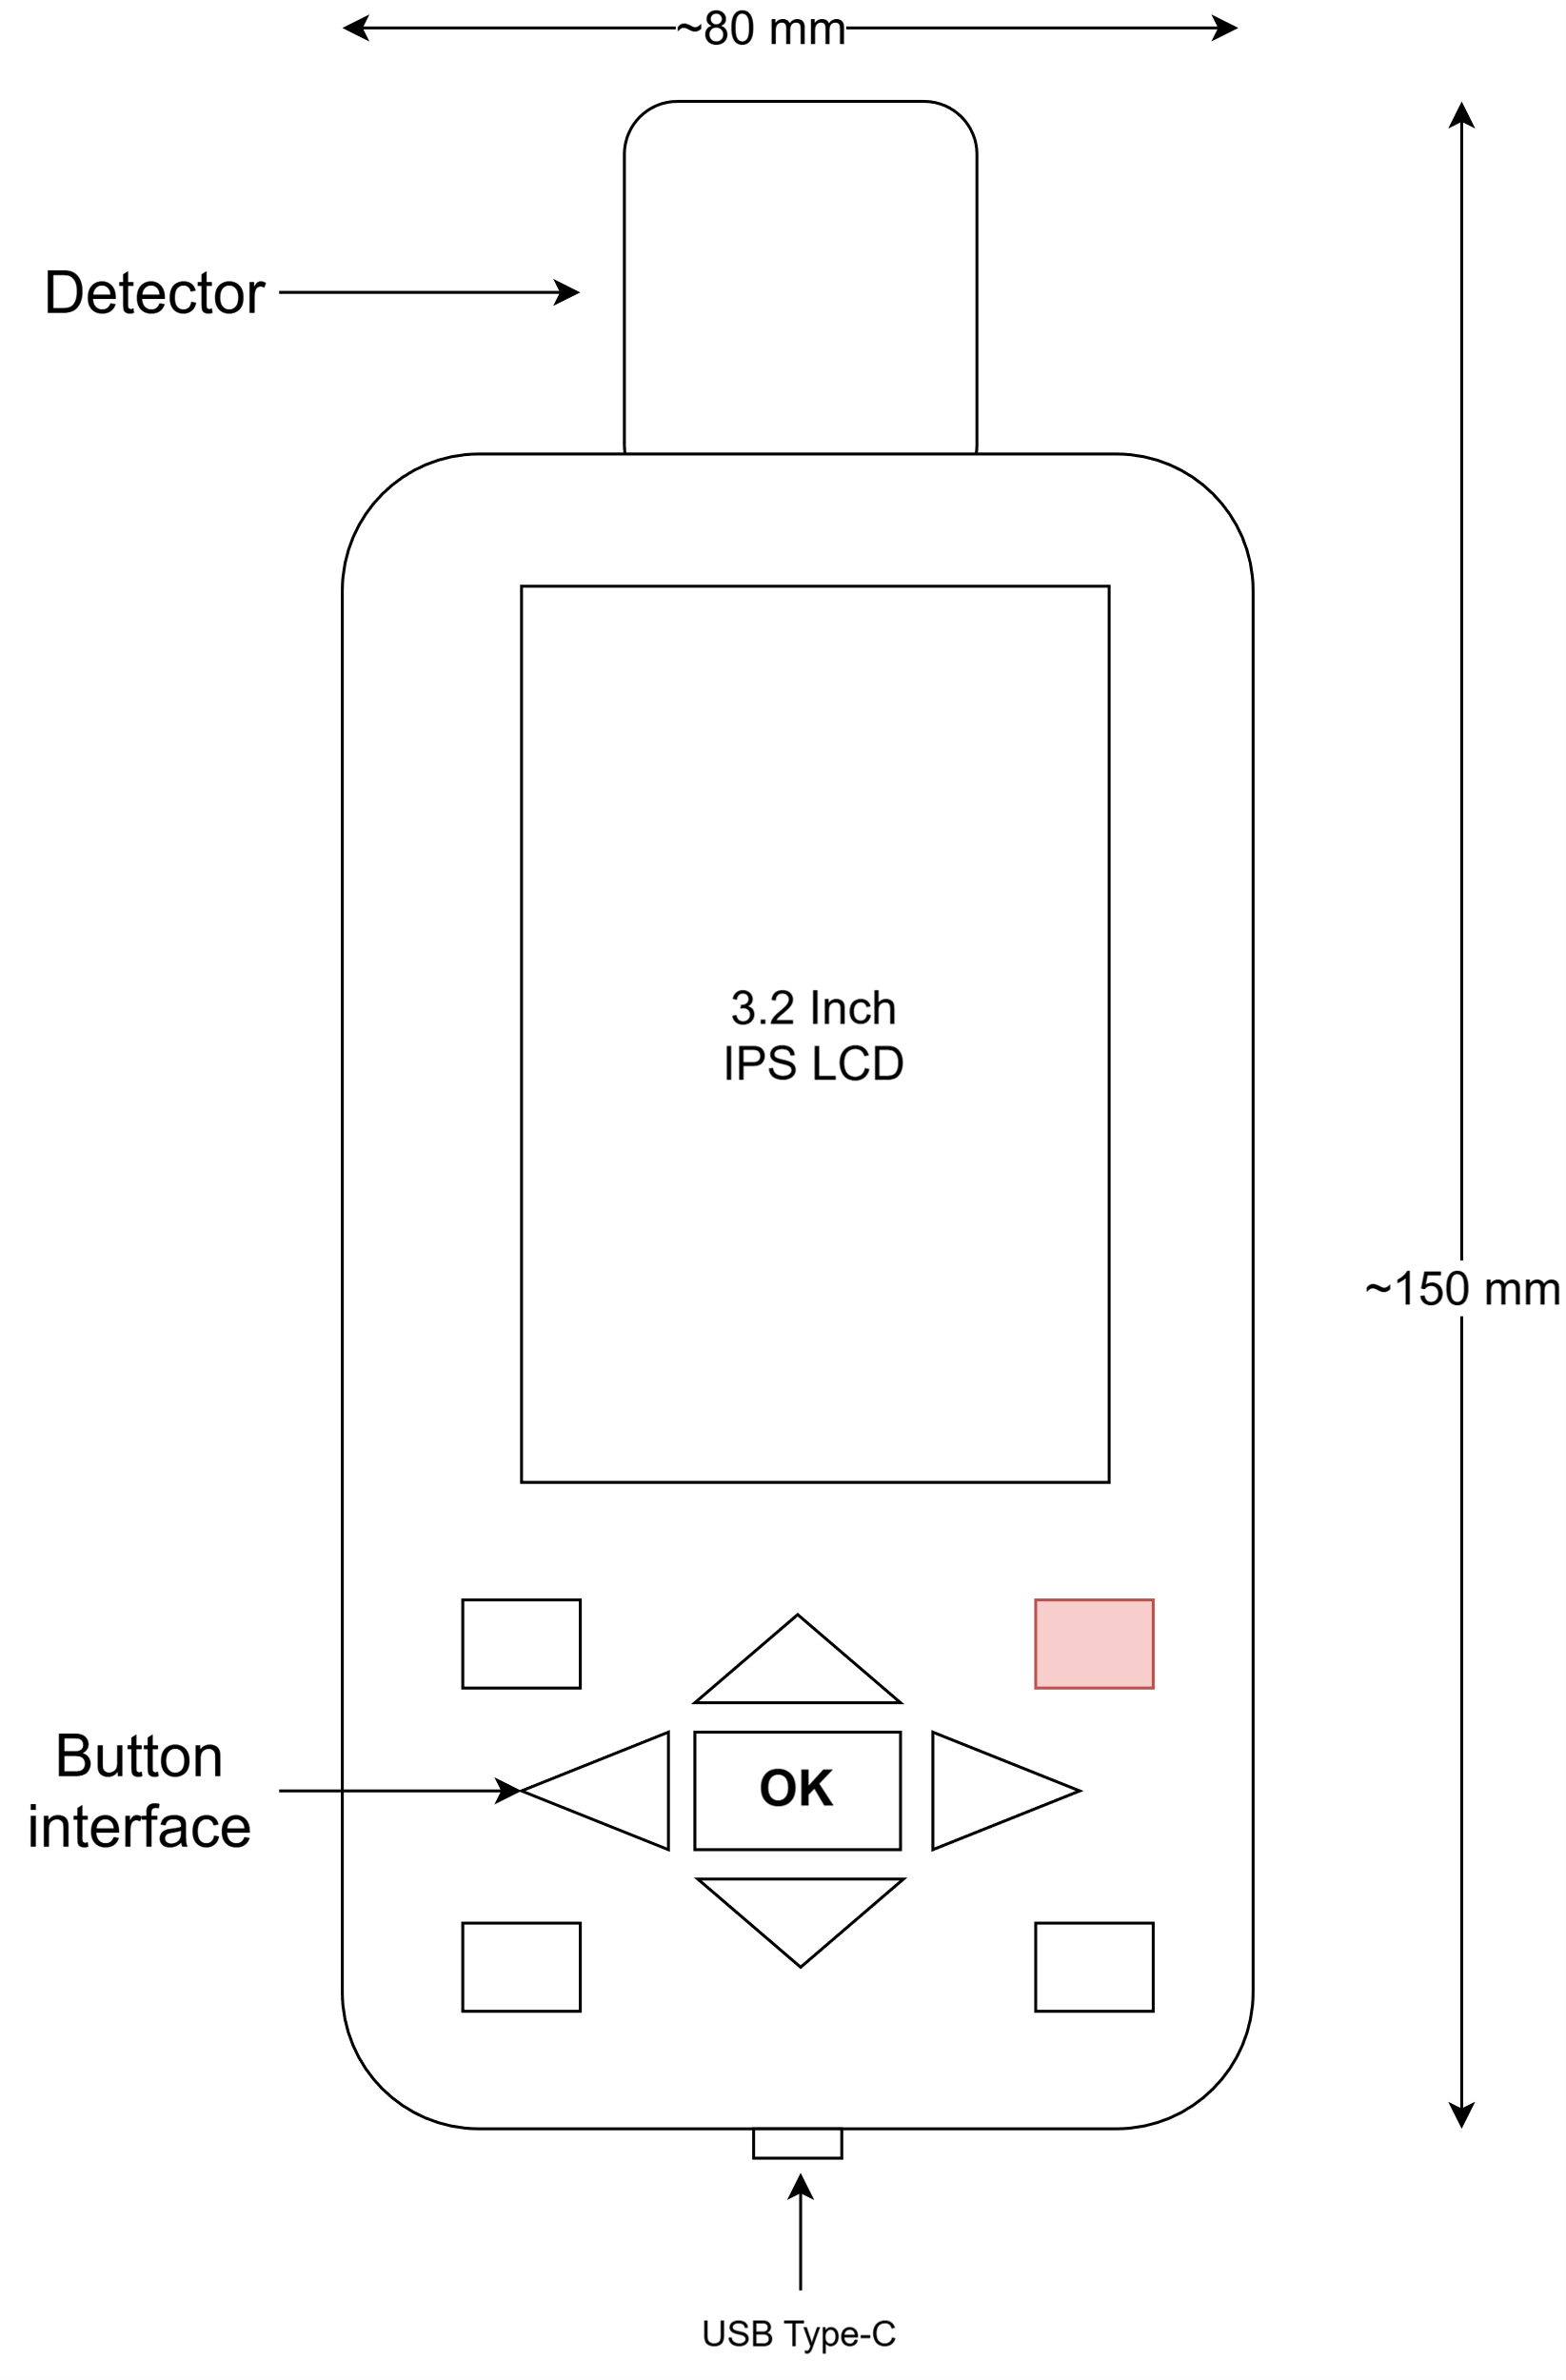 ~80 mm
Detector
3.2 Inch
IPS LCD
~150 mm
Button
interface
OK
USB Type-C